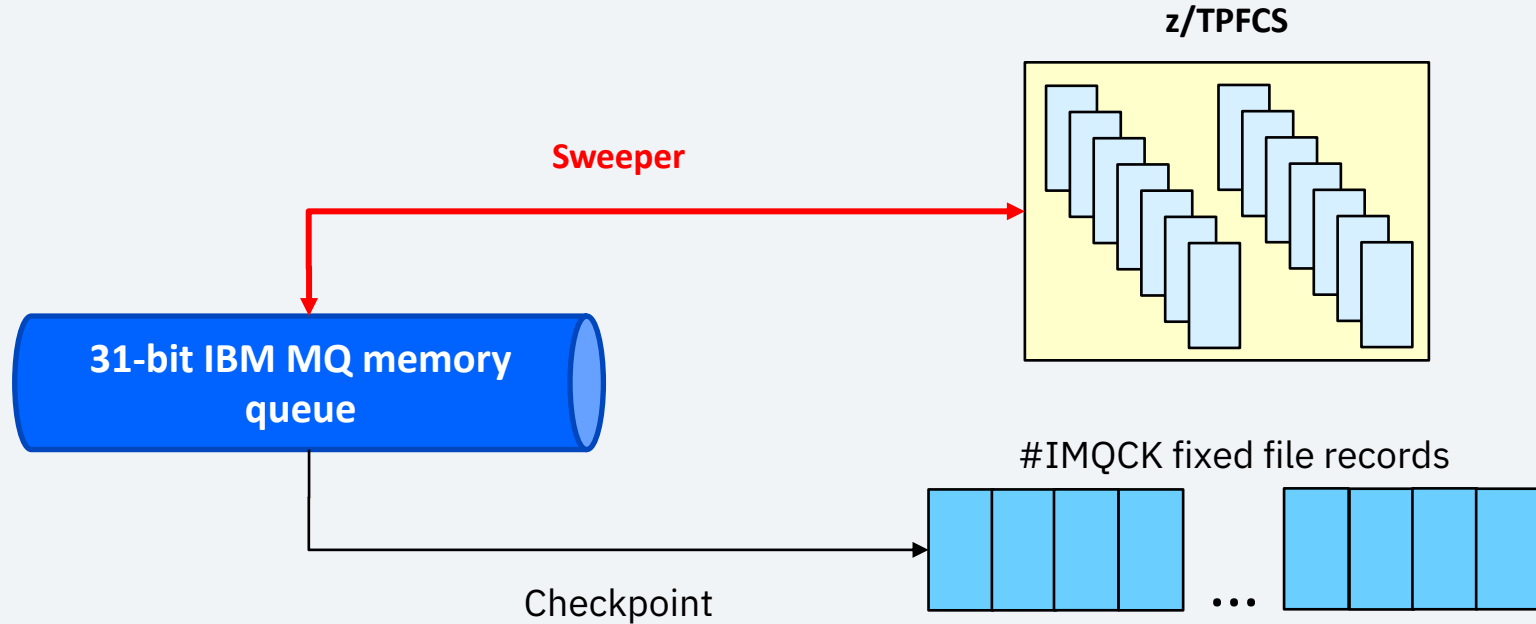 z/TPFCS
Sweeper
31-bit IBM MQ memory
queue
#IMQCK fixed file records
...
Checkpoint